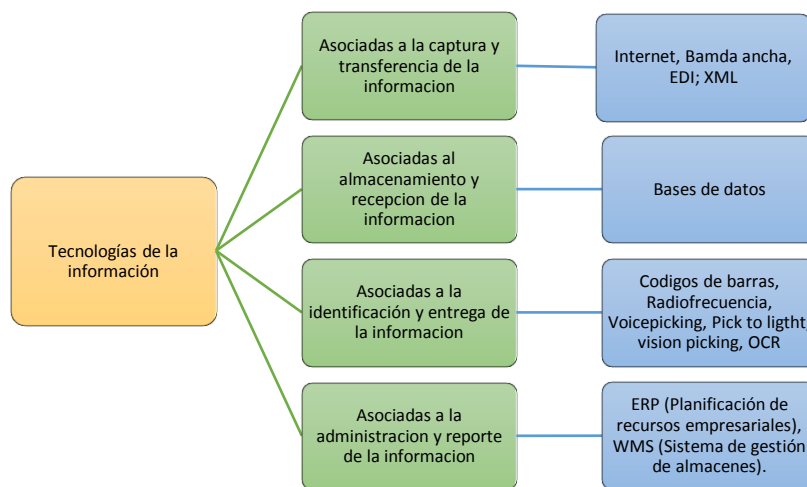 Tecnologías de la
información
Asociadas a la captura y
transferencia de la
informacion
Internet, Bamda ancha,
EDI; XML
Asociadas al
almacenamiento y
recepcion de la
informacion
Bases de datos
Asociadas a la
identificación y entrega de
la informacion
Codigos de barras,
Radiofrecuencia,
Voicepicking, Pick to ligtht,
vision picking, OCR
Asociadas a la
administracion y reporte
de la informacion
ERP (Planificación de
recursos empresariales),
WMS (Sistema de gestión
de almacenes).